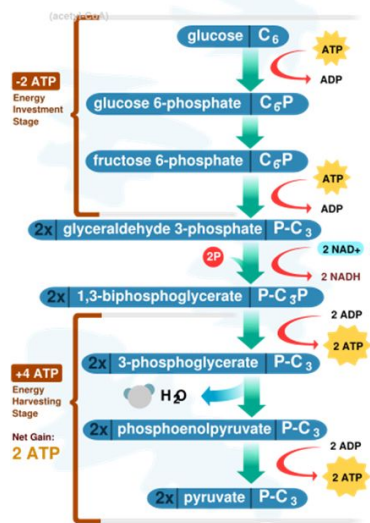 (acetyl-CoA)
glucose C6
ATP
ADP
-2 ATP
Energy
Investment
Stage
glucose 6-phosphate C6P
fructose 6-phosphate C6P
ATP
ADP
2x glyceraldehyde 3-phosphate P-C3
2P
2 NAD+
2 NADH
2x 1,3-biphosphoglycerate P-C3P
2 ADP
2 ATP
+4 ATP
Energy
Harvesting
Stage
Net Gain:
2 ATP
2x 3-phosphoglycerate P-C3
H2O
2x phosphoenolpyruvate P-C3
2 ADP
2 ATP
2x pyruvate P-C3